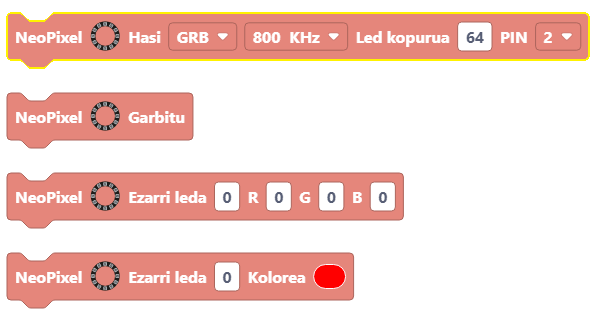 NeoPixel Hasi GRB 800 KHz Led kopurua 64 PIN 2
NeoPixel Garbitu
NeoPixel Ezarri leda 0 R 0 G 0 B 0
NeoPixel Ezarri leda 0 Kolorea